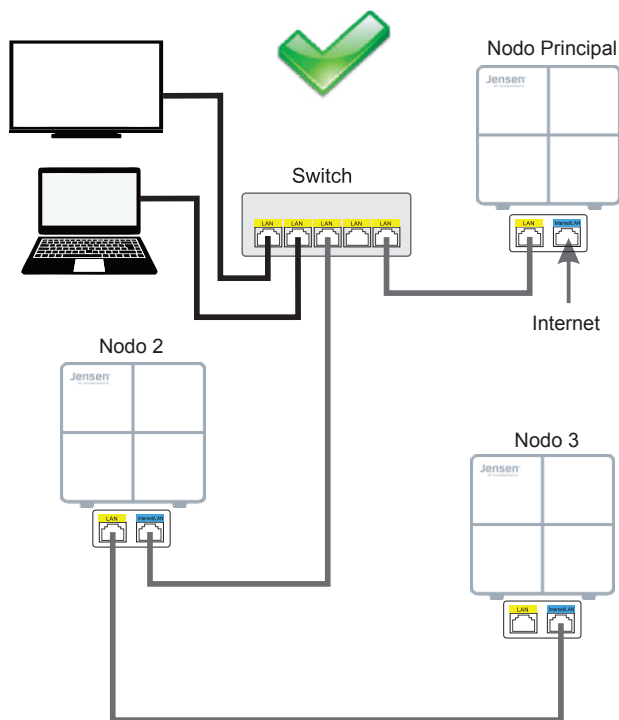 Nodo Principal
Jensen
Switch
LAN LAN LAN LAN LAN
LAN Internet/LAN
Internet
Nodo 2
Jensen
LAN Internet/LAN
Nodo 3
Jensen
LAN Internet/LAN